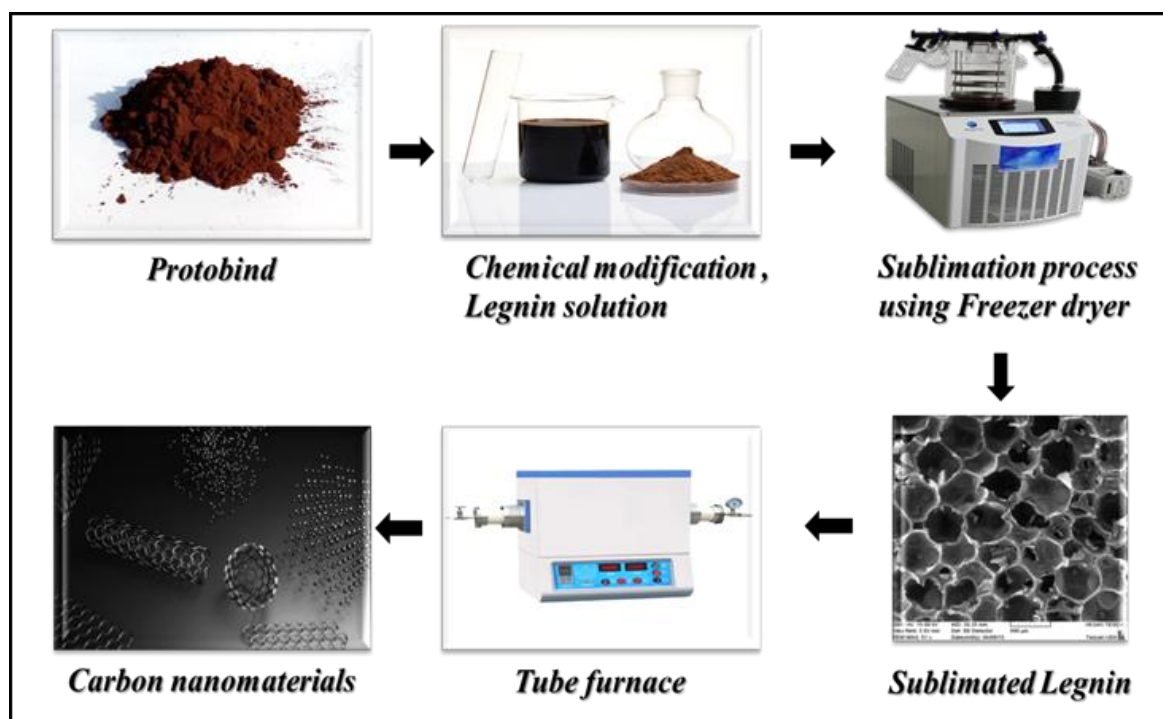 Protobind
Chemical modification ,
Legnin solution
Sublimation process
using Freezer dryer
Sublimated Legnin
Tube furnace
Carbon nanomaterials